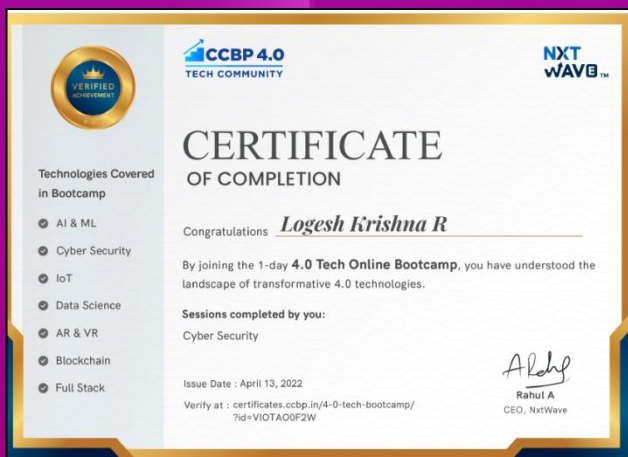 VERIFIED
ACHIEVEMENT
Technologies Covered
in Bootcamp
AI & ML
Cyber Security
IoT
Data Science
AR & VR
Blockchain
Full Stack
CCBP 4.0
TECH COMMUNITY
NXT
WAVE TM
CERTIFICATE
OF COMPLETION
Congratulations Logesh Krishna R
By joining the 1-day 4.0 Tech Online Bootcamp, you have understood the
landscape of transformative 4.0 technologies.
Sessions completed by you:
Cyber Security
Issue Date : April 13, 2022
Verify at : certificates.ccbp.in/4-0-tech-bootcamp/
?id=VIOTAO0F2W
Rahul A
CEO, NxtWave